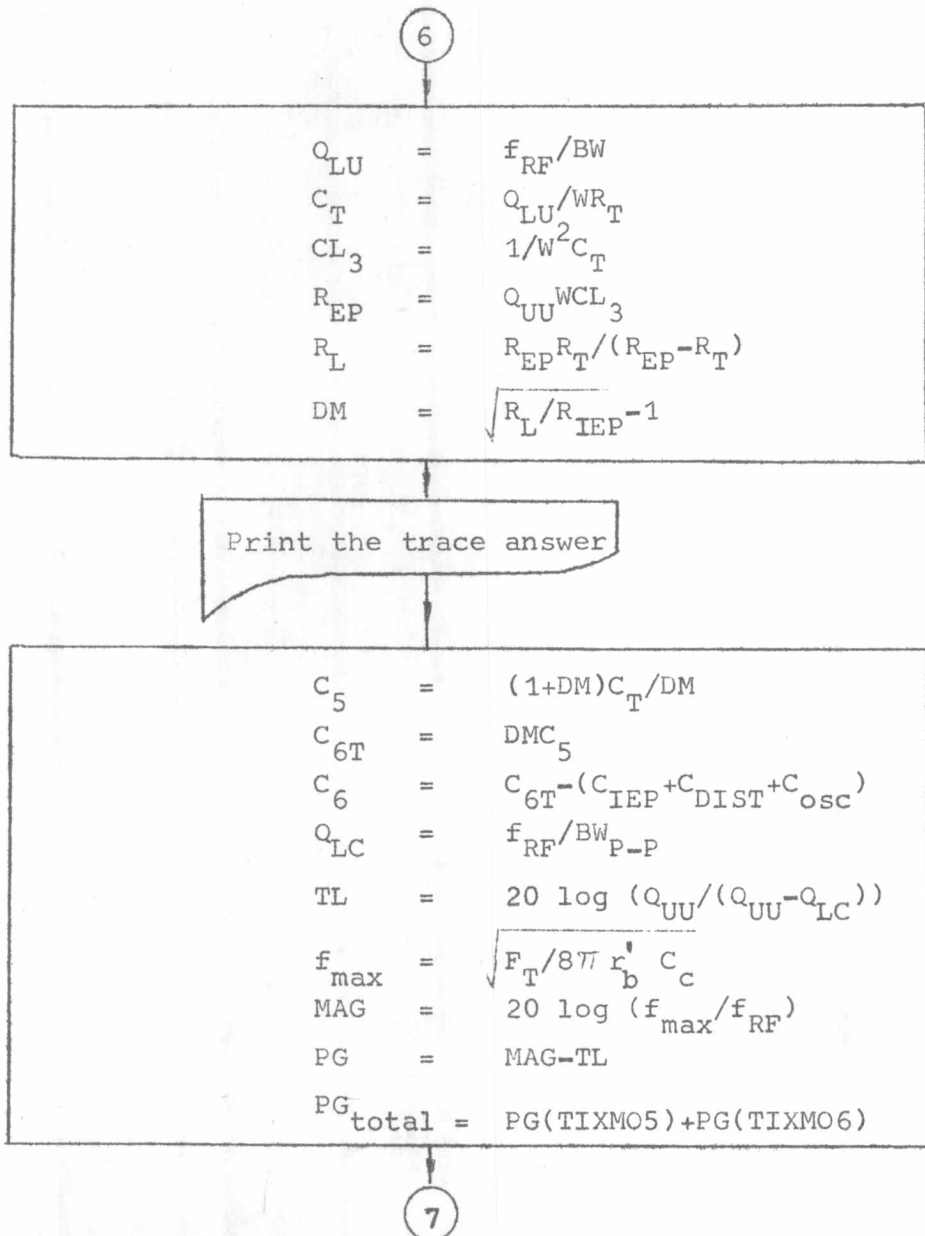 6
Q_LU = f_RF/BW
C_T = Q_LU/WR_T
CL_3 = 1/W^2C_T
R_EP = Q_UUWCL_3
R_L = R_EPR_T/(R_EP-R_T)
DM = √R_L/R_IEP-1
Print the trace answer
C_5 = (1+DM)C_T/DM
C_6T = DMC_5
C_6 = C_6T-(C_IEP+C_DIST+C_osc)
Q_LC = f_RF/BW_P-P
TL = 20 log (Q_UU/(Q_UU-Q_LC))
f_max = √F_T/8π r'_b C_c
MAG = 20 log (f_max/f_RF)
PG = MAG-TL
PG_total = PG(TIXMO5)+PG(TIXMO6)
7